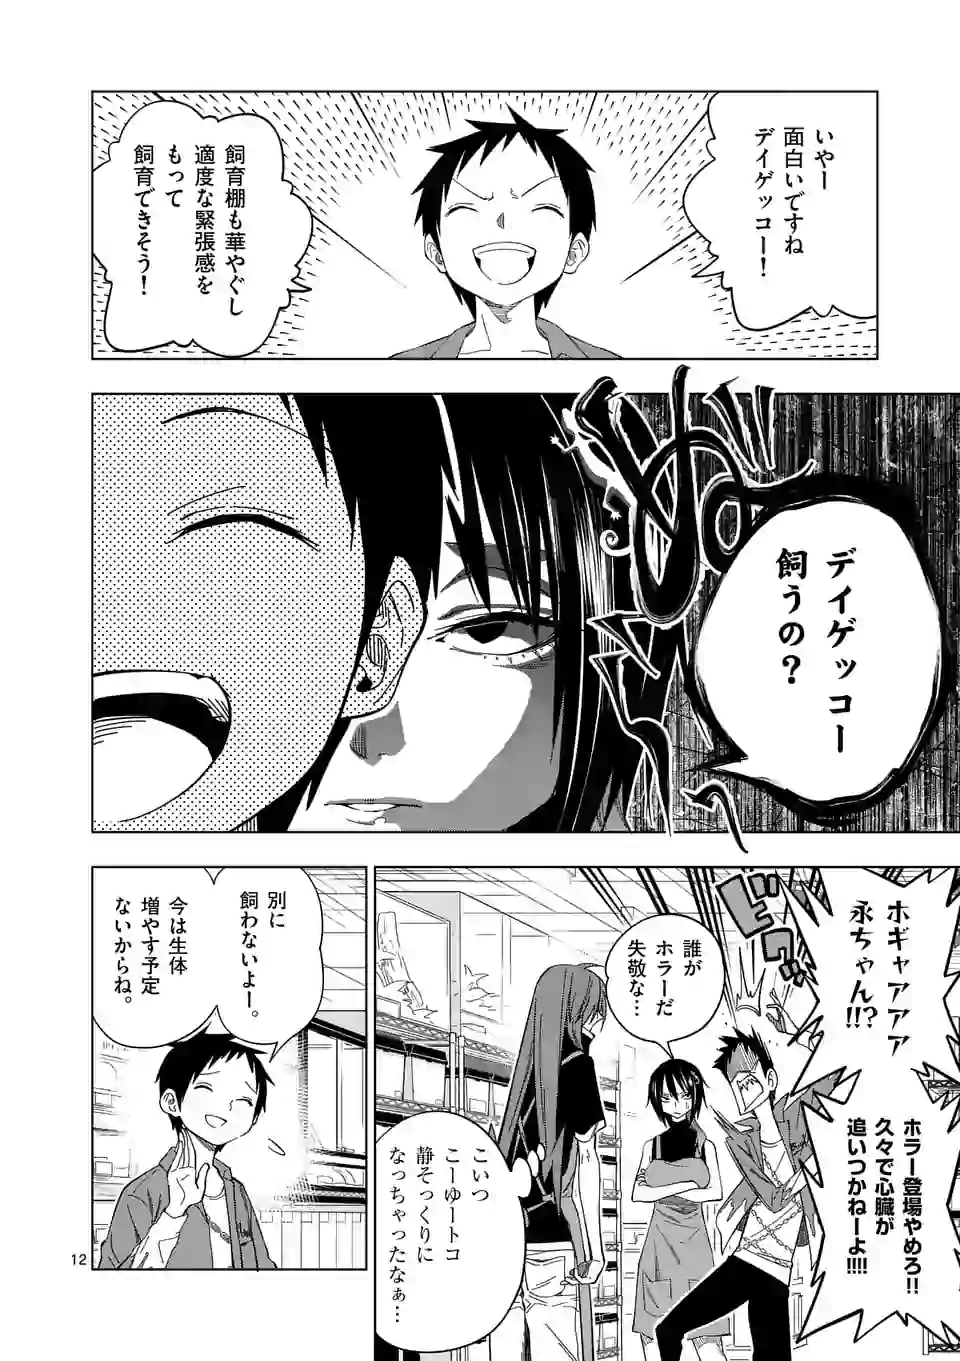 いやー
面白いですね
デイゲッコー！
飼育棚も華やぐし
適度な緊張感を
もって
飼育できそう！
デイゲッコー
飼うの？
ホギャアアア
永ちゃん!!?
ホラー登場やめろ!!
久々で心臓が
追いつかねーよ!!!!
誰が
ホラーだ
失敬な…
こいつ
こーゆートコ
静そっくりに
なっちゃったなぁ…
別に
飼わないよー。
今は生体
増やす予定
ないからね。
12